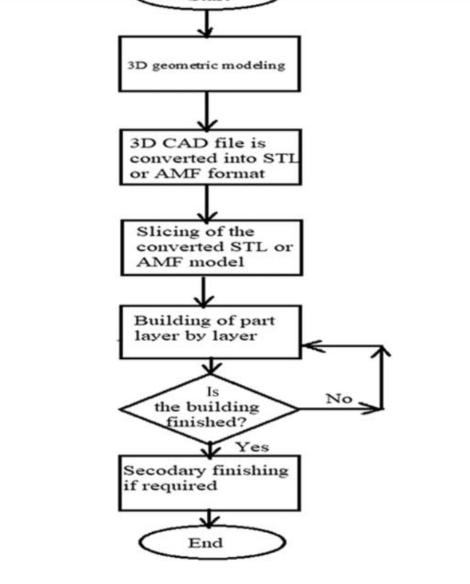 3D geometric modeling
3D CAD file is
converted into STL
or AMF format
Slicing of the
converted STL or
AMF model
Building of part
layer by layer
Is
the building
finished?
No
Yes
Secodary finishing
if required
End